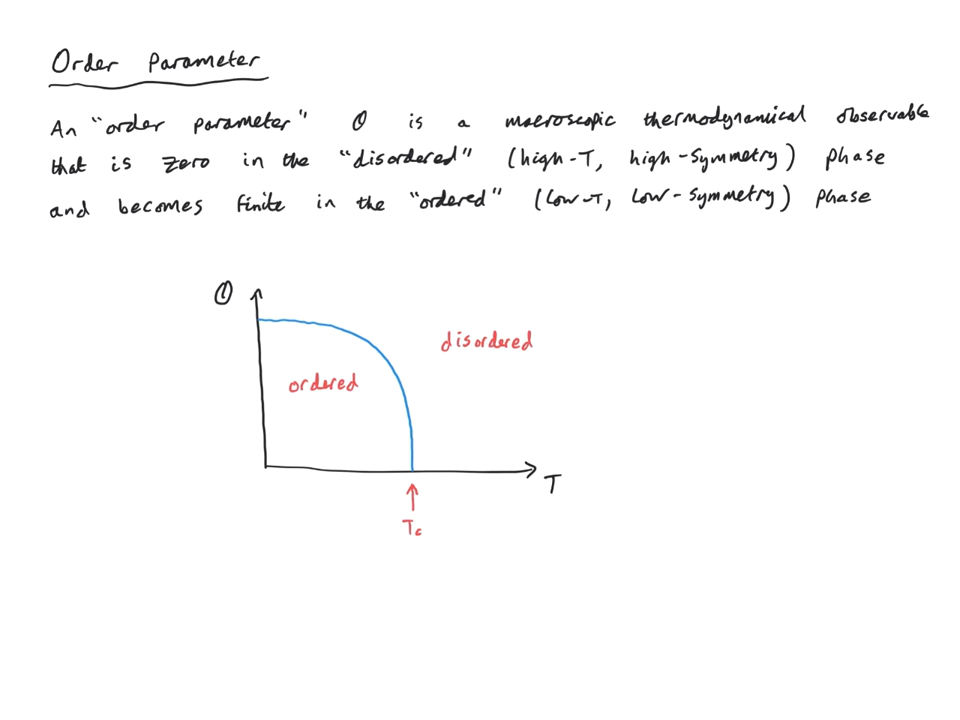 Order Parameter
An "order parameter" O is a macroscopic thermodynamical observable
that is zero in the "disordered" (high-T, high-symmetry) phase
and becomes finite in the "ordered" (low-T, low-symmetry) phase
O
disordered
ordered
T
Tc